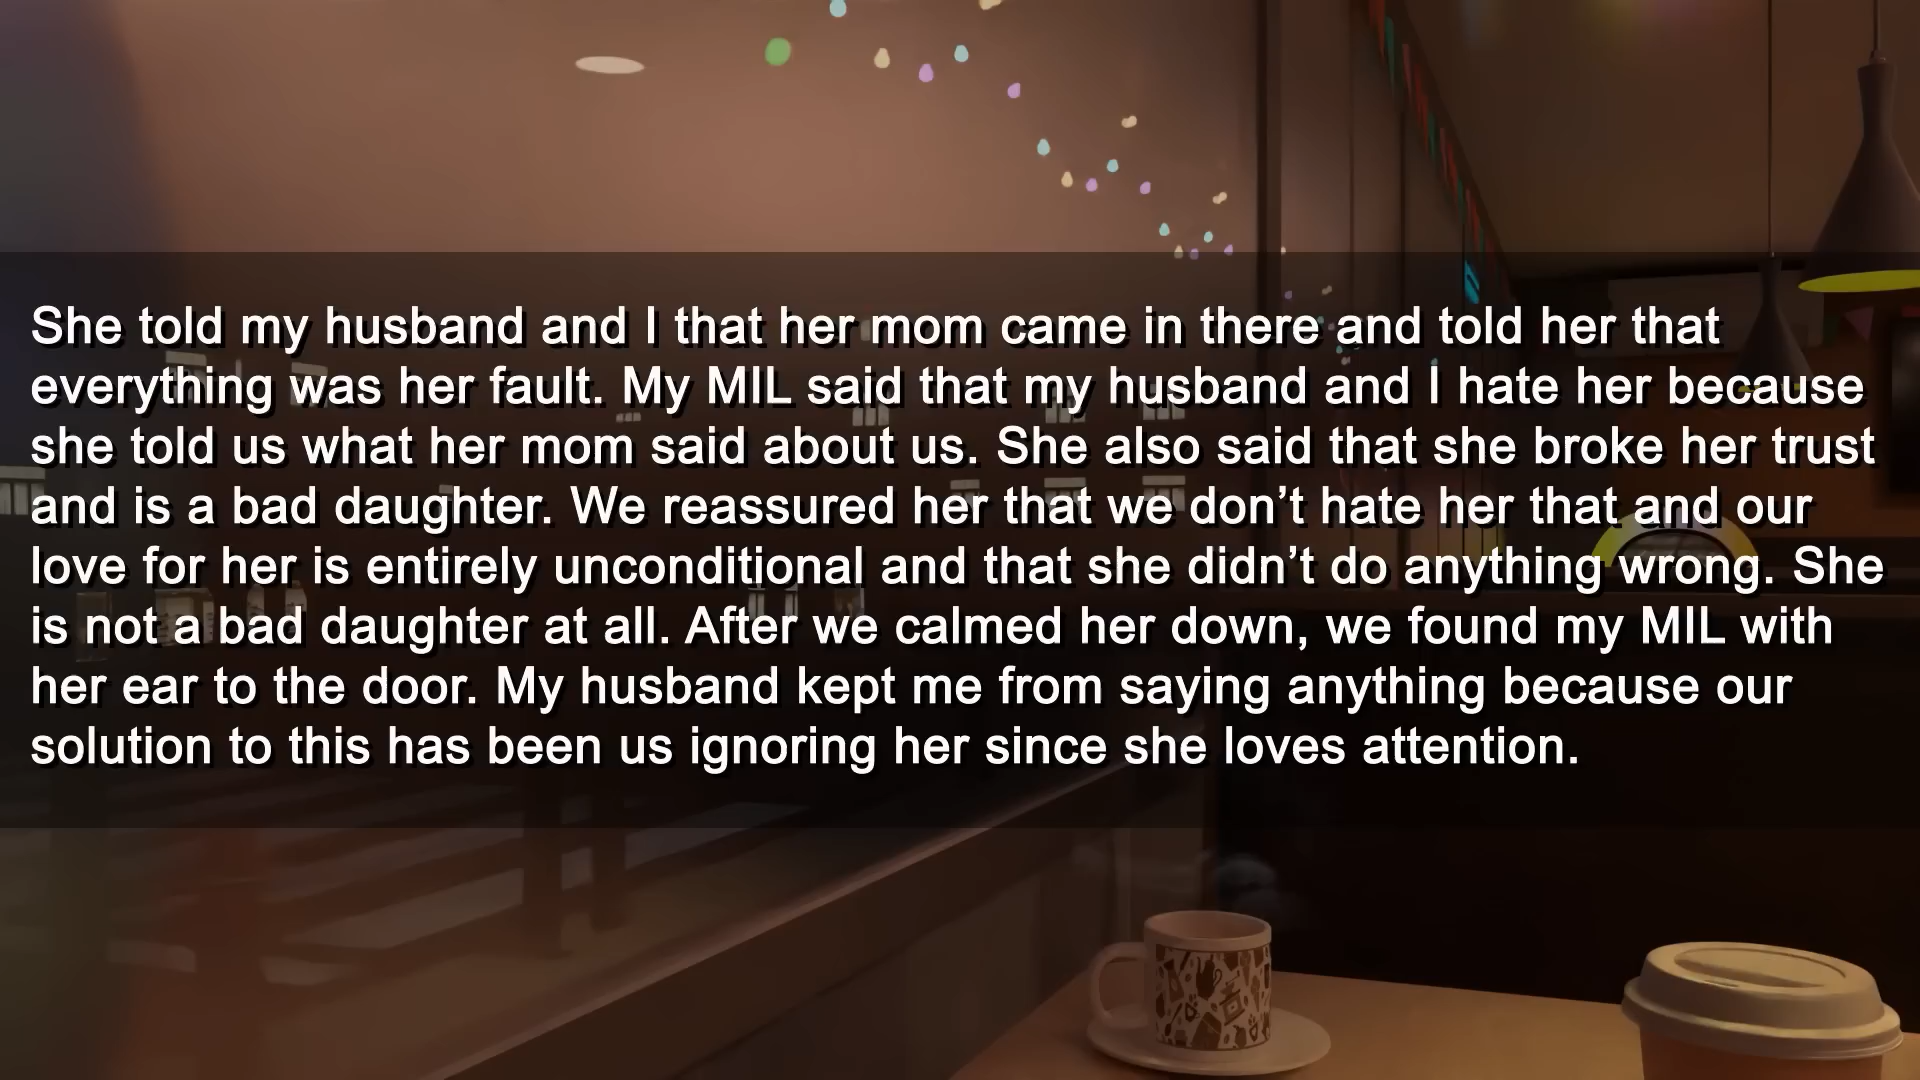 She told my husband and I that her mom came in there and told her that
everything was her fault. My MIL said that my husband and I hate her because
she told us what her mom said about us. She also said that she broke her trust
and is a bad daughter. We reassured her that we don’t hate her that and our
love for her is entirely unconditional and that she didn’t do anything wrong. She
is not a bad daughter at all. After we calmed her down, we found my MIL with
her ear to the door. My husband kept me from saying anything because our
solution to this has been us ignoring her since she loves attention.